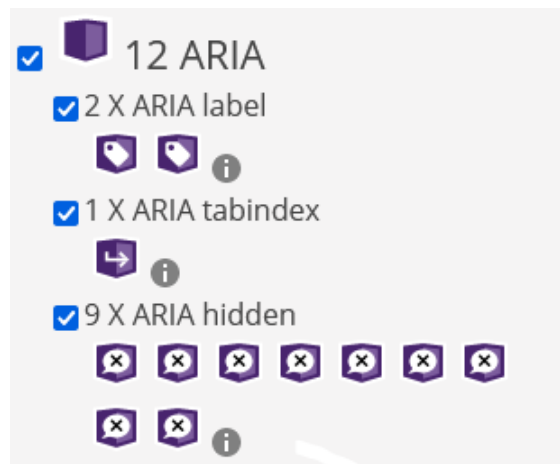 12 ARIA
2 X ARIA label
1 X ARIA tabindex
9 X ARIA hidden